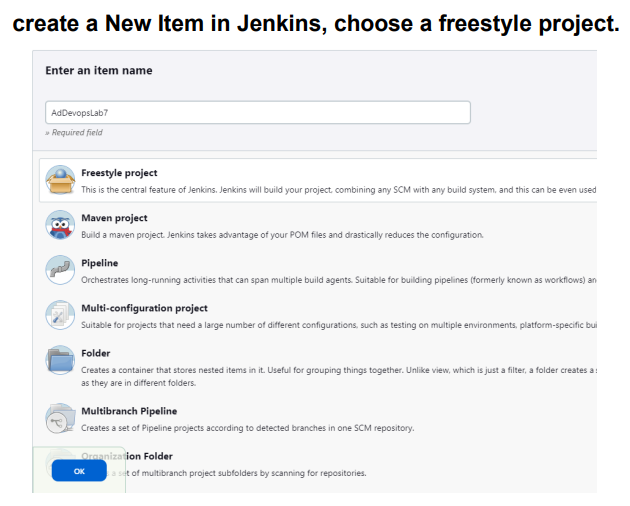 create a New Item in Jenkins, choose a freestyle project.
Enter an item name
AdDevopsLab7
» Required field
Freestyle project
This is the central feature of Jenkins. Jenkins will build your project, combining any SCM with any build system, and this can be even used
Maven project
Build a maven project. Jenkins takes advantage of your POM files and drastically reduces the configuration.
Pipeline
Orchestrates long-running activities that can span multiple build agents. Suitable for building pipelines (formerly known as workflows) an
Multi-configuration project
Suitable for projects that need a large number of different configurations, such as testing on multiple environments, platform-specific bui
Folder
Creates a container that stores nested items in it. Useful for grouping things together. Unlike view, which is just a filter, a folder creates a
as they are in different folders.
Multibranch Pipeline
Creates a set of Pipeline projects according to detected branches in one SCM repository.
Organization Folder
set of multibranch project subfolders by scanning for repositories.
OK